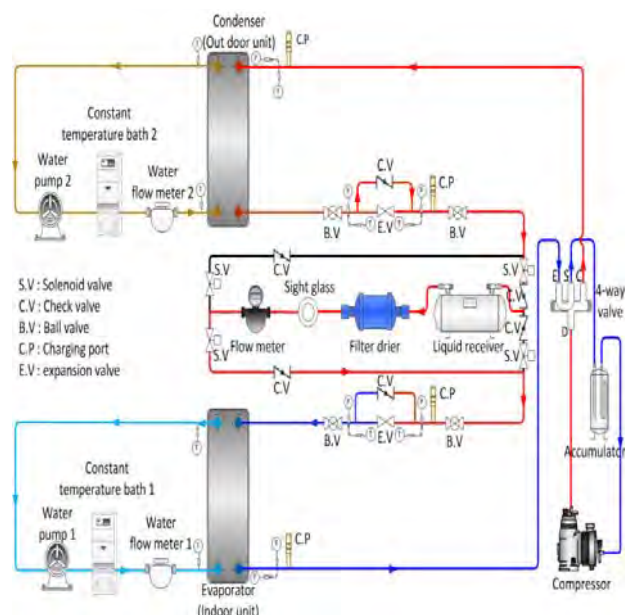 Condenser
(Out door unit)
C.P
T
T
T
Constant
temperature bath 2
Water
pump 2
Water
flow meter 2
T
C.V
C.P
T
T
B.V
E.V
B.V
T
T
S.V : Solenoid valve
C.V : Check valve
B.V : Ball valve
C.P : Charging port
E.V : expansion valve
S.V
C.V
S.V
C.V
Sight glass
E
S
C
4-way
valve
D
Flow meter
Filter drier
Liquid receiver
C.V
S.V
S.V
C.V
C.V
C.P
T
T
B.V
E.V
B.V
T
T
T
Accumulator
Constant
temperature bath 1
Water
pump 1
Water
flow meter 1
T
T
C.P
T
Compressor
Evaporator
(Indoor unit)